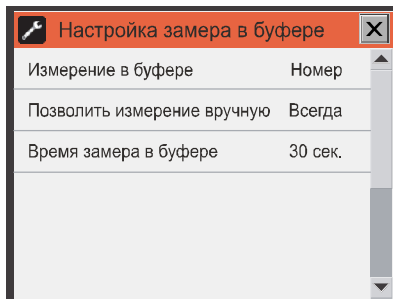 Настройка замера в буфере
Измерение в буфере Номер
Позволить измерение вручную Всегда
Время замера в буфере 30 сек.